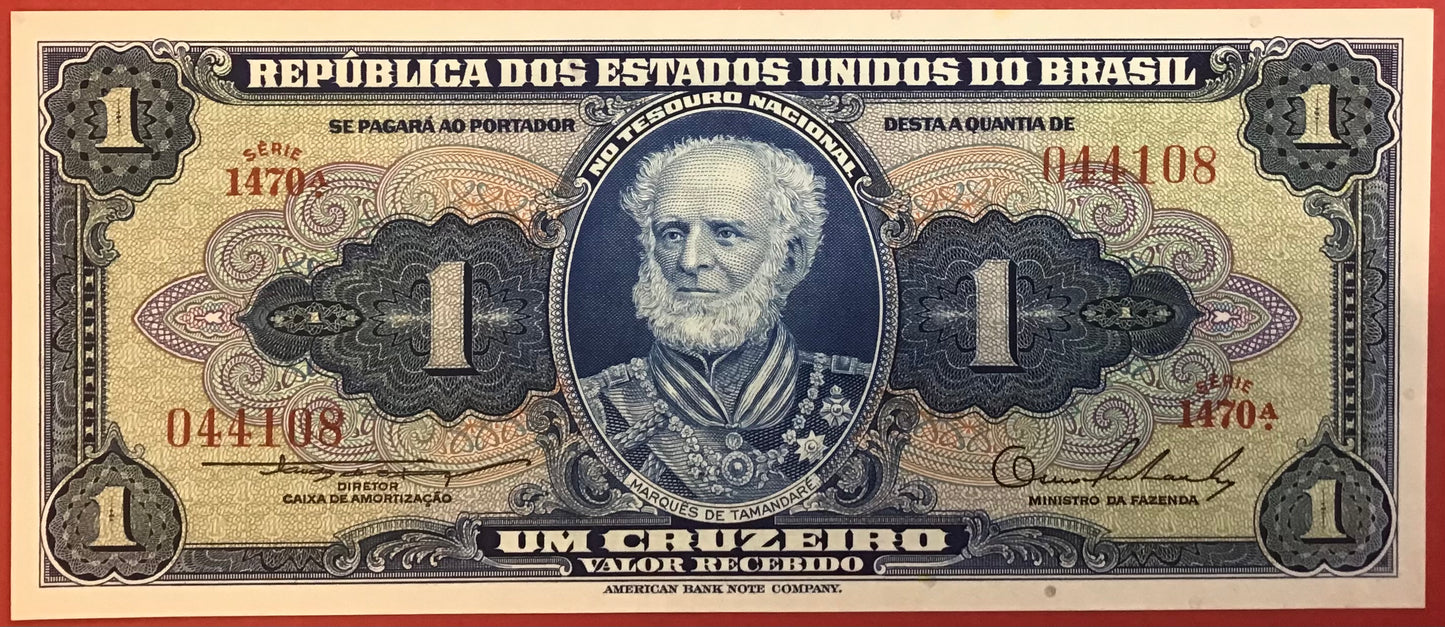 REPÚBLICA DOS ESTADOS UNIDOS DO BRASIL
1
1
SE PAGARÁ AO PORTADOR
NO TESOURO NACIONAL
DESTA A QUANTIA DE
SÉRIE
1470A
044108
1
1
1
1
SÉRIE
1470A
044108
DIRETOR
CAIXA DE AMORTIZAÇÃO
MARQUÊS DE TAMANDARÉ
MINISTRO DA FAZENDA
1
1
UM CRUZEIRO
VALOR RECEBIDO
AMERICAN BANK NOTE COMPANY.